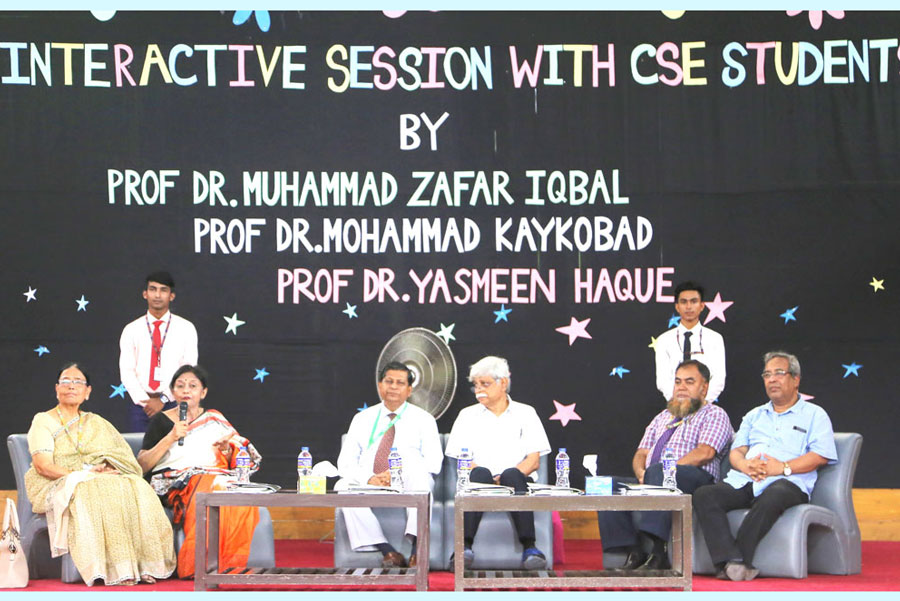 INTERACTIVE SESSION WITH CSE STUDENTS
BY
PROF DR.MUHAMMAD ZAFAR IQBAL
PROF DR.MOHAMMAD KAYKOBAD
PROF DR.YASMEEN HAQUE